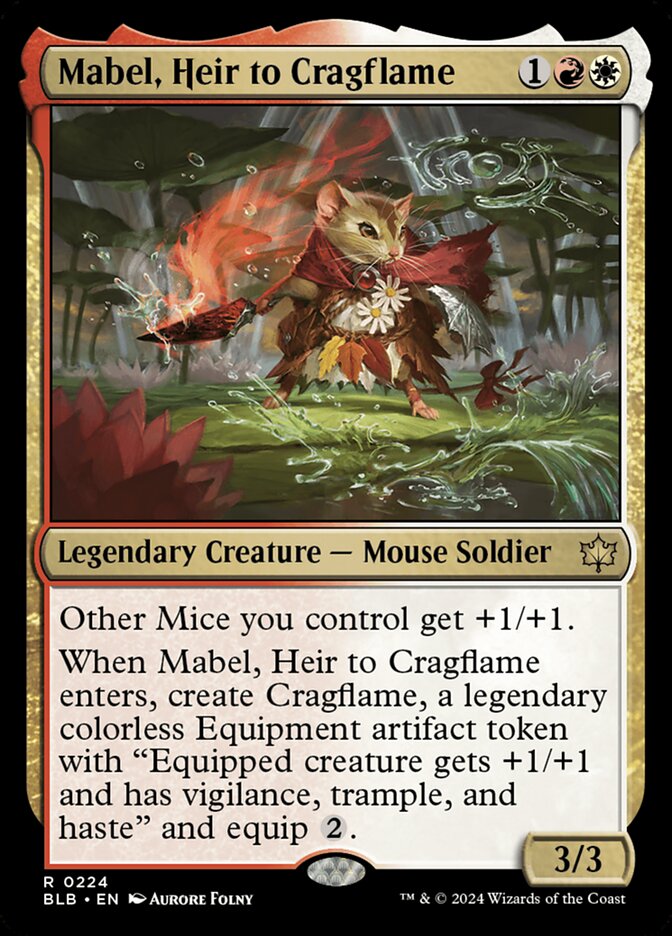 Mabel, Heir to Cragflame 1
Legendary Creature — Mouse Soldier
Other Mice you control get +1/+1.
When Mabel, Heir to Cragflame
enters, create Cragflame, a legendary
colorless Equipment artifact token
with “Equipped creature gets +1/+1
and has vigilance, trample, and
haste” and equip 2.
3/3
R 0224
BLB • EN Aurore Folny
™ & © 2024 Wizards of the Coast